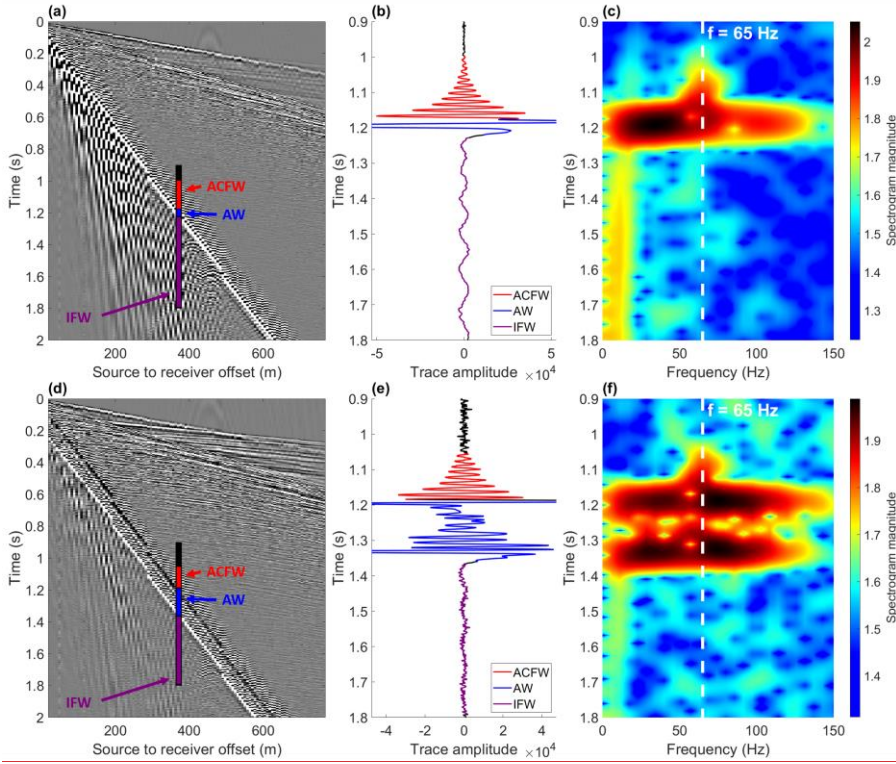 (a)
0
0.2
0.4
0.6
0.8
1
1.2
1.4
1.6
1.8
2
Time (s)
ACFW
AW
IFW
200
400
600
Source to receiver offset (m)
(b)
0.9
1
1.1
1.2
1.3
1.4
1.5
1.6
1.7
1.8
Time (s)
ACFW
AW
IFW
-5
0
5
Trace amplitude ×10⁴
(c)
f = 65 Hz
0.9
1
1.1
1.2
1.3
1.4
1.5
1.6
1.7
1.8
Time (s)
0
50
100
150
Frequency (Hz)
2
1.9
1.8
1.7
1.6
1.5
1.4
1.3
Spectrogram magnitude
(d)
0
0.2
0.4
0.6
0.8
1
1.2
1.4
1.6
1.8
2
Time (s)
ACFW
AW
IFW
200
400
600
Source to receiver offset (m)
(e)
0.9
1
1.1
1.2
1.3
1.4
1.5
1.6
1.7
1.8
Time (s)
ACFW
AW
IFW
-4
-2
0
2
4
Trace amplitude ×10⁴
(f)
f = 65 Hz
0.9
1
1.1
1.2
1.3
1.4
1.5
1.6
1.7
1.8
Time (s)
0
50
100
150
Frequency (Hz)
1.9
1.8
1.7
1.6
1.5
1.4
Spectrogram magnitude